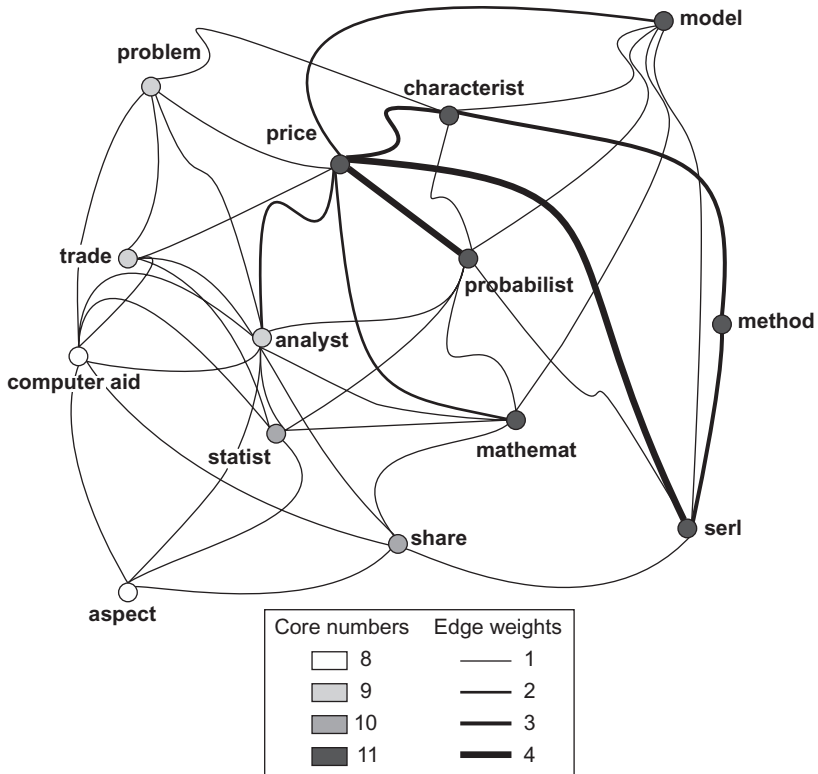 model
problem
characterist
price
trade
probabilist
method
analyst
computer aid
mathemat
statist
serl
share
aspect
Core numbers Edge weights
8 1
9 2
10 3
11 4